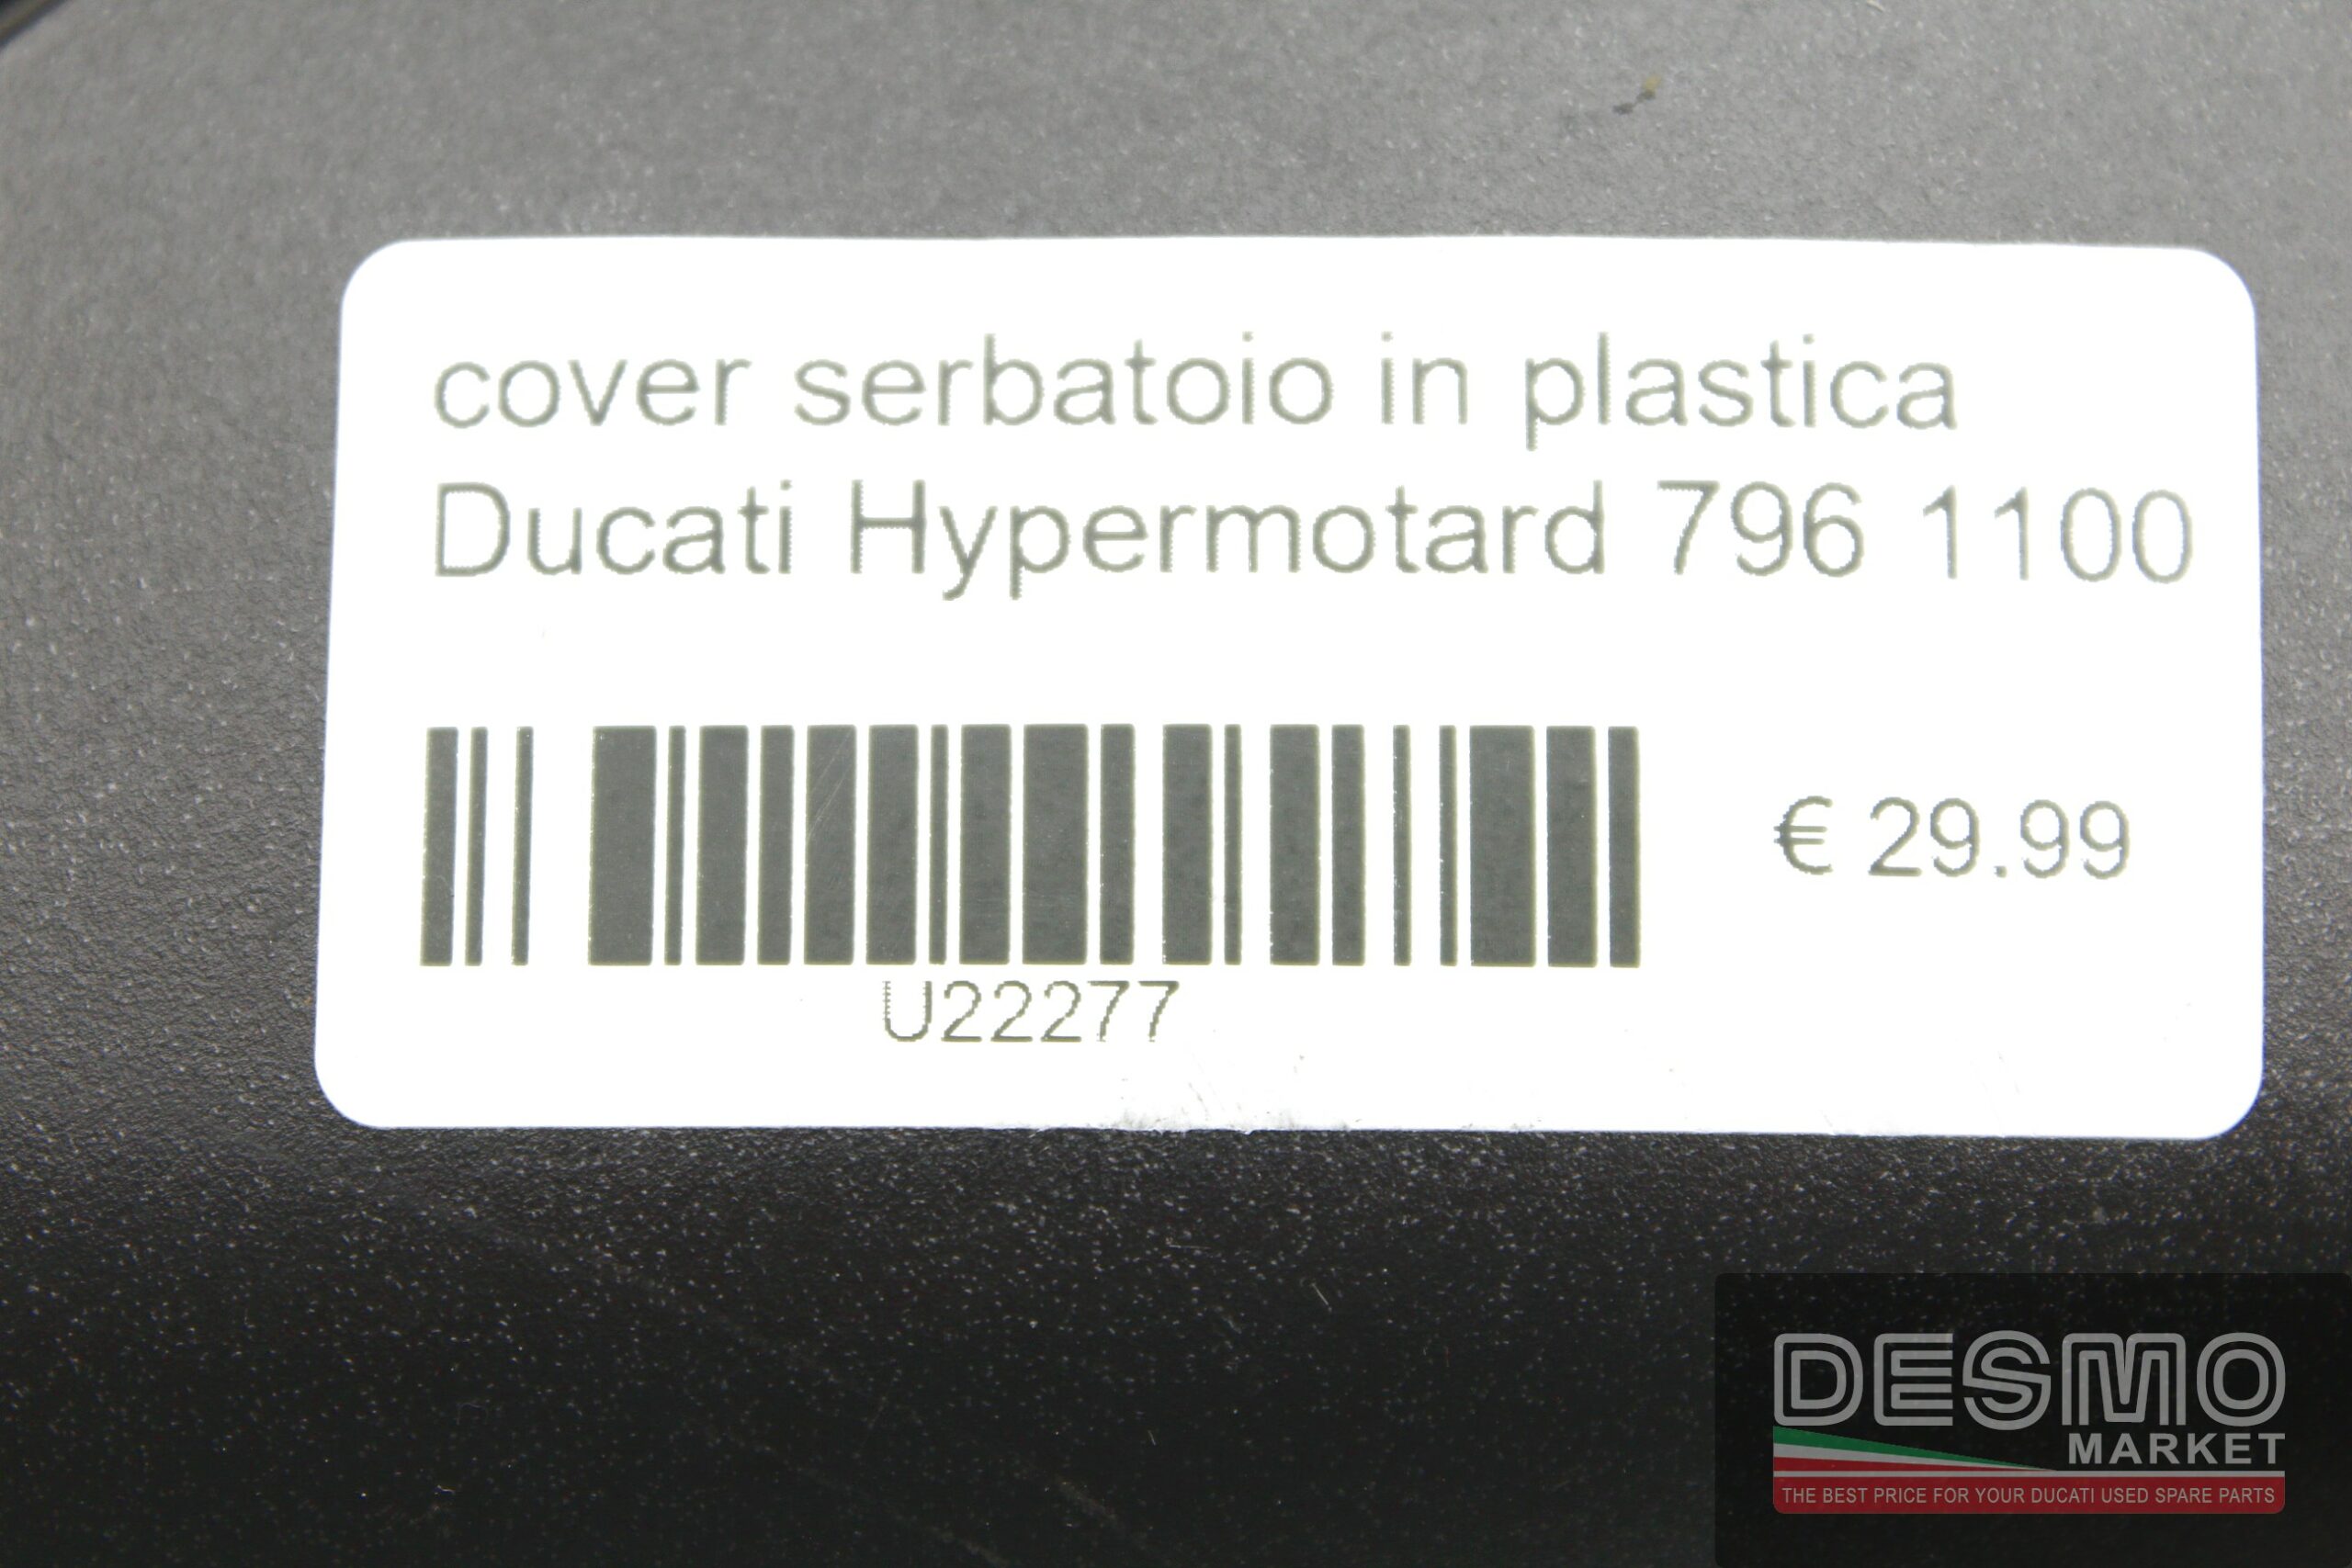 cover serbatoio in plastica
Ducati Hypermotard 796 1100
€ 29.99
U22277
DESMO
MARKET
THE BEST PRICE FOR YOUR DUCATI USED SPARE PARTS